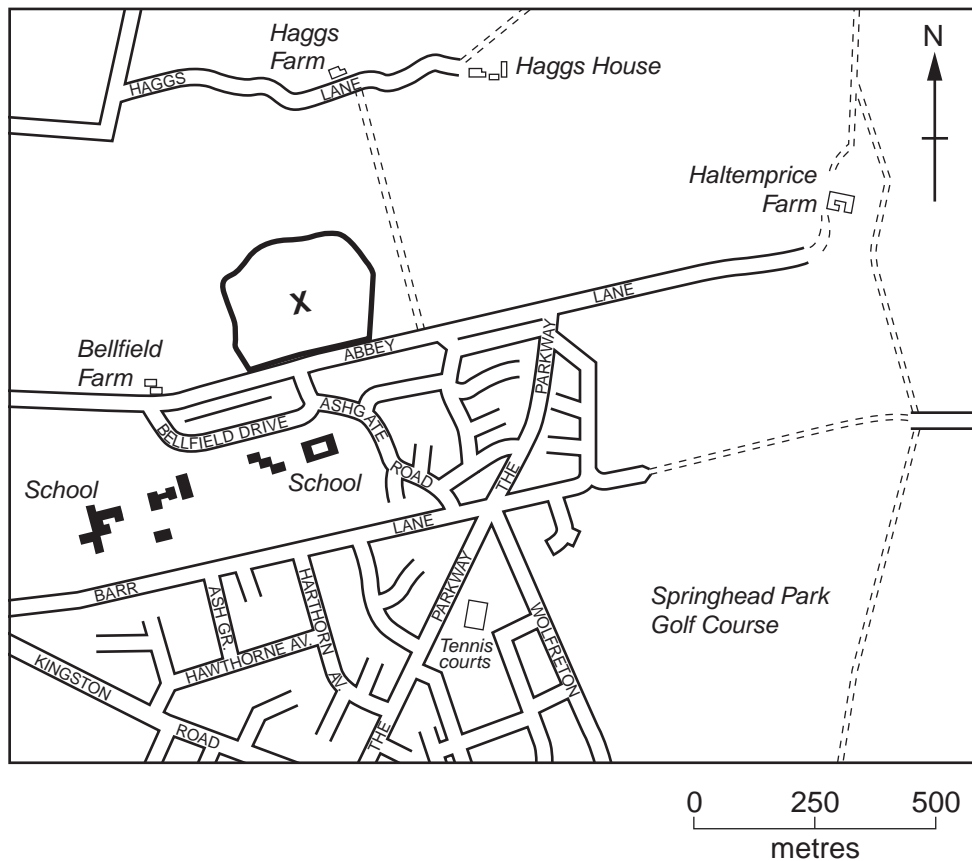 Haggs
Farm
Haggs House
N
HAGGS
LANE
Haltemprice
Farm
X
LANE
PARKWAY
ABBEY
Bellfield
Farm
ASHGATE
BELLFIELD DRIVE
School
School
ROAD
THE
LANE
BARR
ASH GR.
HARTHORN AV.
PARKWAY
WOLFRETON
Springhead Park
Golf Course
Tennis
courts
HAWTHORNE AV.
KINGSTON
ROAD
THE
0 250 500
metres